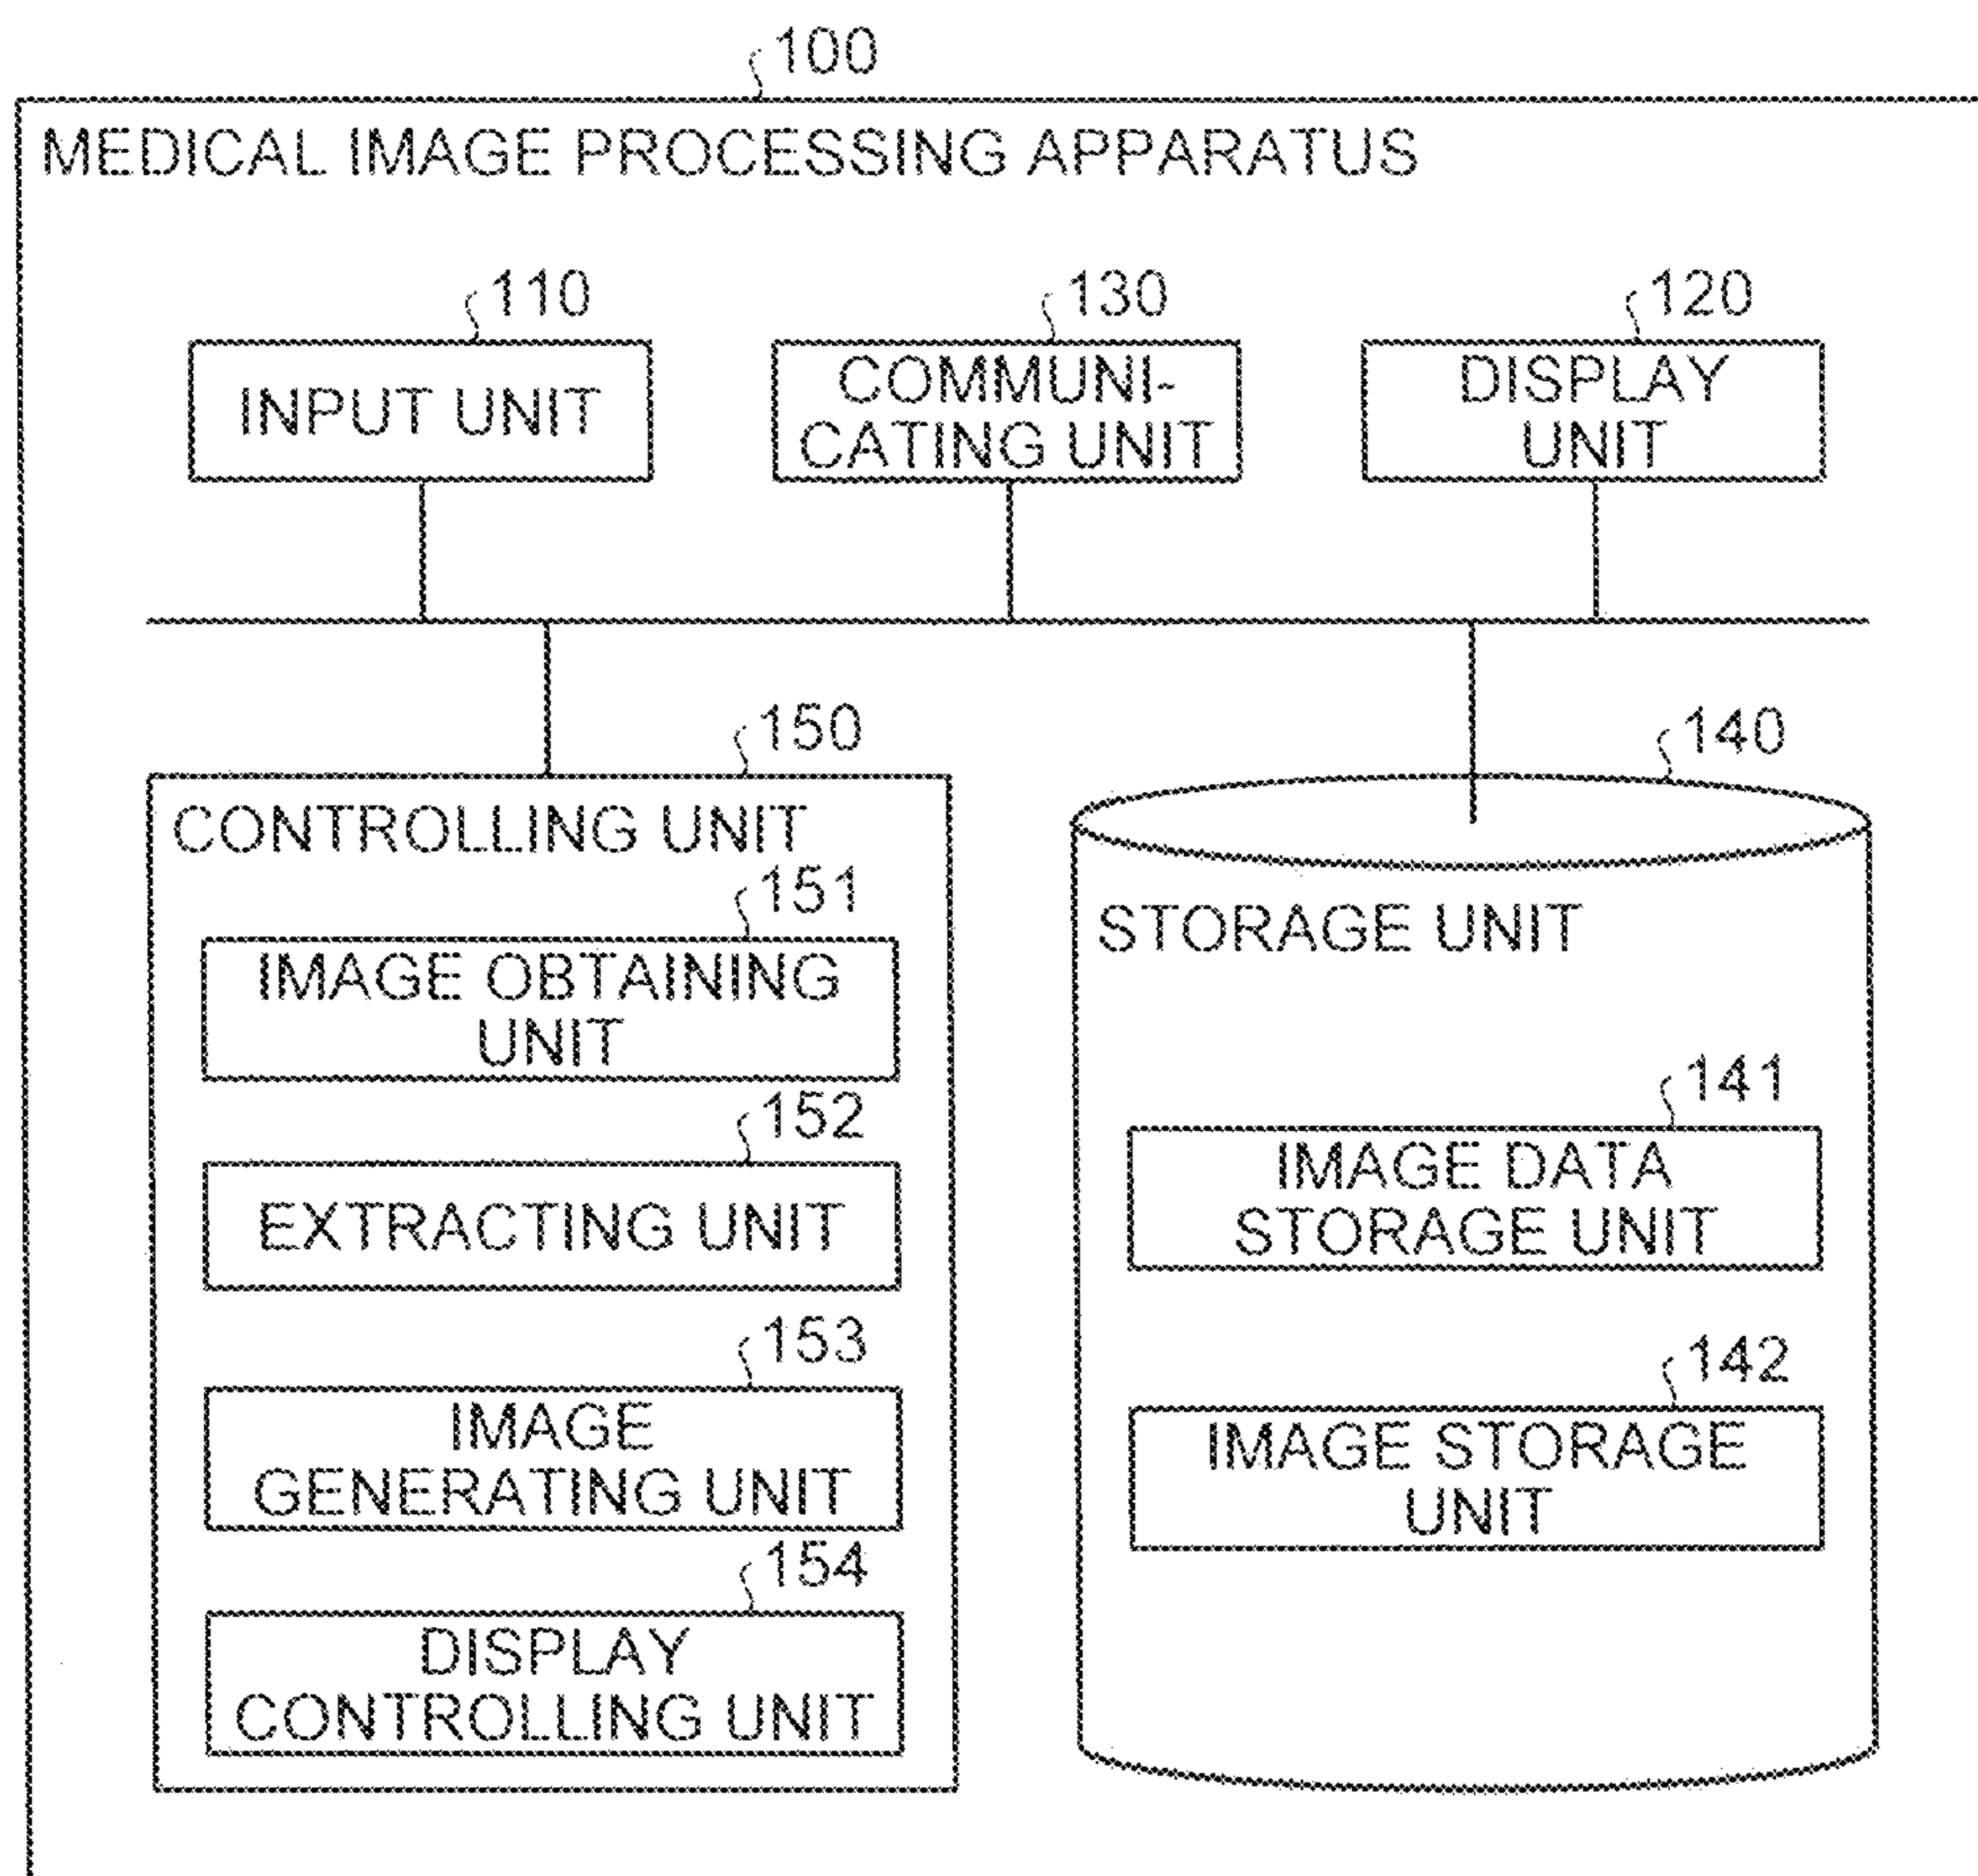 100
MEDICAL IMAGE PROCESSING APPARATUS
110
INPUT UNIT
130
COMMUNI-
CATING UNIT
120
DISPLAY
UNIT
150
CONTROLLING UNIT
151
IMAGE OBTAINING
UNIT
152
EXTRACTING UNIT
153
IMAGE
GENERATING UNIT
154
DISPLAY
CONTROLLING UNIT
140
STORAGE UNIT
141
IMAGE DATA
STORAGE UNIT
142
IMAGE STORAGE
UNIT